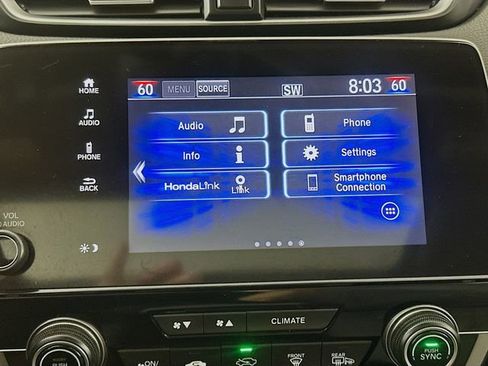 HOME
AUDIO
PHONE
BACK
VOL
AUDIO
60 MENU SOURCE SW 8:03 60
Audio Phone
Info Settings
HondaLink Link Smartphone
Connection
CLIMATE
ON/
FRONT REAR
PUSH
SYNC